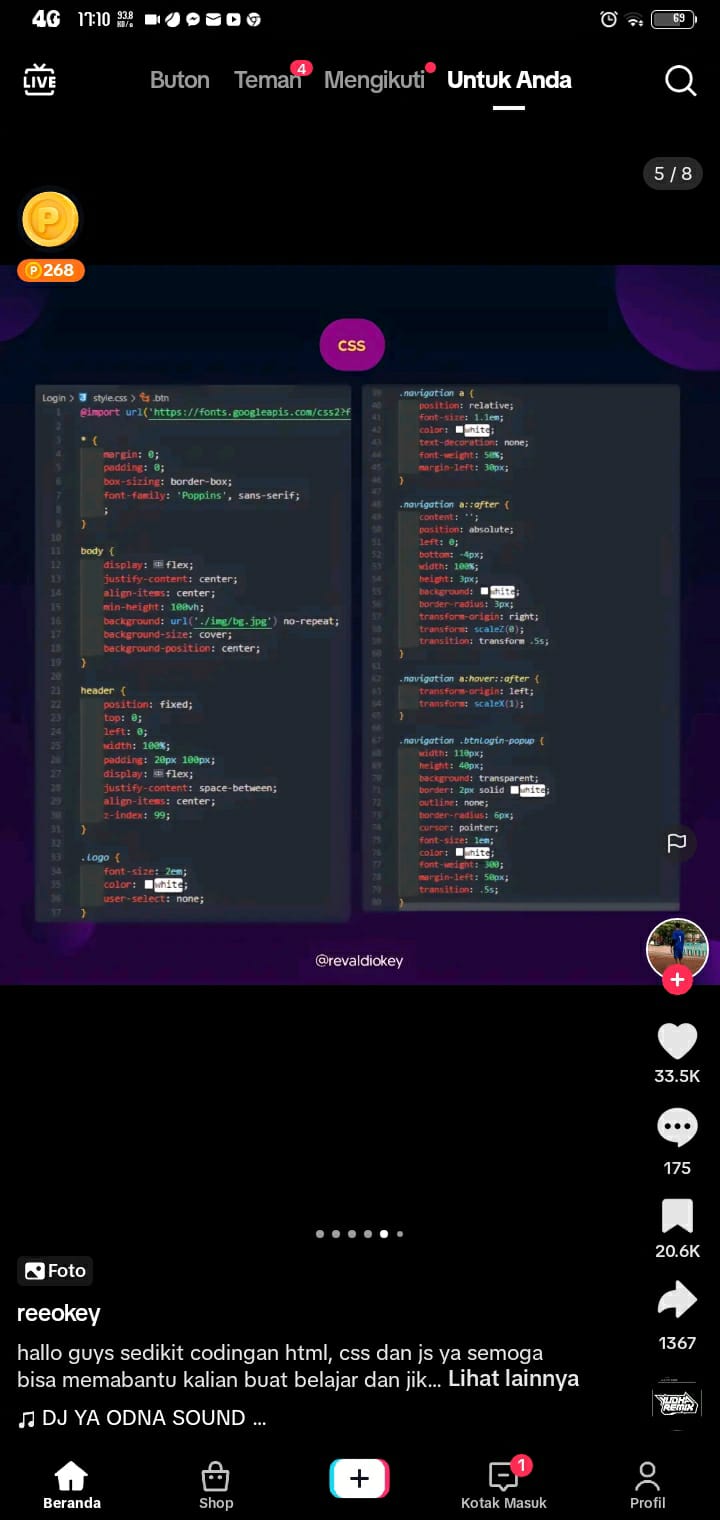 4G 17:10 93.8 KB/s 69
LIVE Buton Teman 4 Mengikuti Untuk Anda
5 / 8
P
P 268
CSS
Login > style.css > .btn
1 @import url('https://fonts.googleapis.com/css2?f
2
3 * {
4 margin: 0;
5 padding: 0;
6 box-sizing: border-box;
7 font-family: 'Poppins', sans-serif;
8 ;
9 }
10
11 body {
12 display: flex;
13 justify-content: center;
14 align-items: center;
15 min-height: 100vh;
16 background: url('./img/bg.jpg') no-repeat;
17 background-size: cover;
18 background-position: center;
19 }
20
21 header {
22 position: fixed;
23 top: 0;
24 left: 0;
25 width: 100%;
26 padding: 20px 100px;
27 display: flex;
28 justify-content: space-between;
29 align-items: center;
30 z-index: 99;
31 }
32
33 .logo {
34 font-size: 2em;
35 color: white;
36 user-select: none;
37 }
39 .navigation a {
40 position: relative;
41 font-size: 1.1em;
42 color: white;
43 text-decoration: none;
44 font-weight: 50%;
45 margin-left: 30px;
46 }
47
48 .navigation a::after {
49 content: '';
50 position: absolute;
51 left: 0;
52 bottom: -4px;
53 width: 100%;
54 height: 3px;
55 background: white;
56 border-radius: 3px;
57 transform-origin: right;
58 transform: scaleZ(0);
59 transition: transform .5s;
60 }
61
62 .navigation a:hover::after {
63 transform-origin: left;
64 transform: scaleX(1);
65 }
66
67 .navigation .btnLogin-popup {
68 width: 110px;
69 height: 40px;
70 background: transparent;
71 border: 2px solid white;
72 outline: none;
73 border-radius: 6px;
74 cursor: pointer;
75 font-size: 1em;
76 color: white;
77 font-weight: 300;
78 margin-left: 50px;
79 transition: .5s;
80 }
@revaldiokey
33.5K
175
20.6K
1367
Foto
reeokey
hallo guys sedikit codingan html, css dan js ya semoga
bisa memabantu kalian buat belajar dan jik... Lihat lainnya
DJ YA ODNA SOUND ...
YUDHA
REMIX
1
Beranda Shop Kotak Masuk Profil